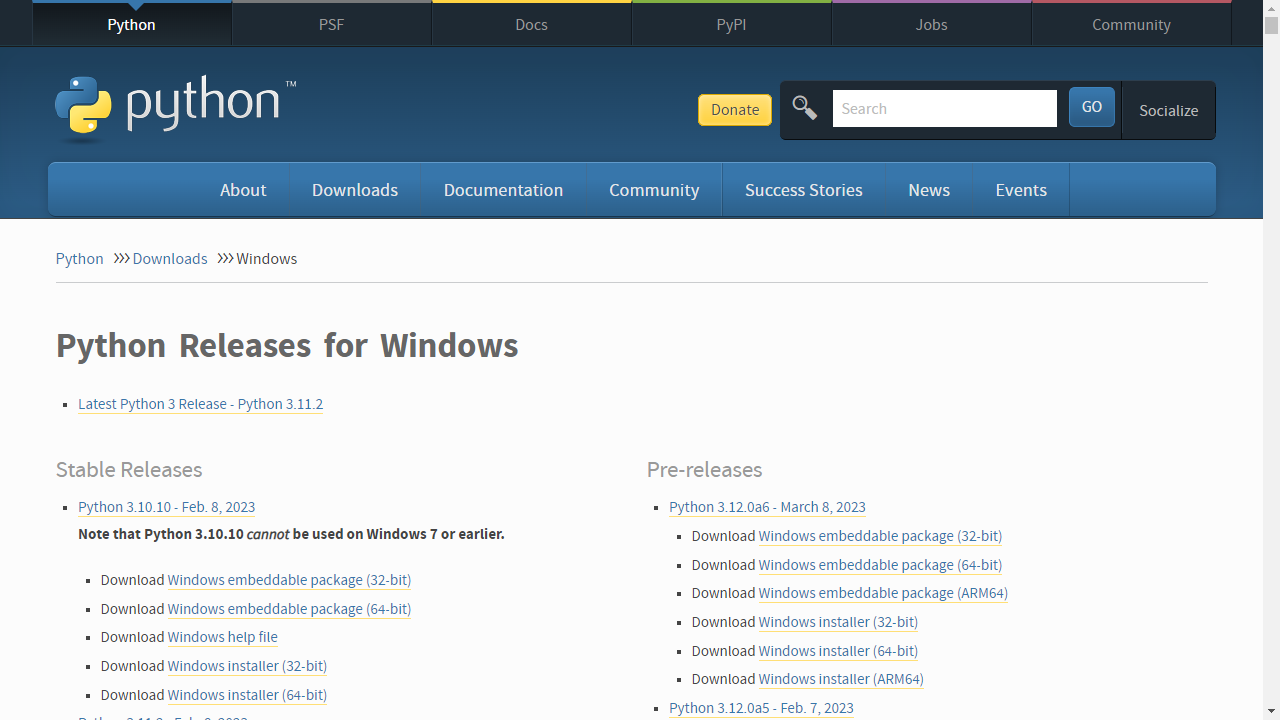 Python PSF Docs PyPI Jobs Community
python™
Donate Search GO Socialize
About Downloads Documentation Community Success Stories News Events
Python >>> Downloads >>> Windows
Python Releases for Windows
Latest Python 3 Release - Python 3.11.2
Stable Releases
Python 3.10.10 - Feb. 8, 2023
Note that Python 3.10.10 cannot be used on Windows 7 or earlier.
Download Windows embeddable package (32-bit)
Download Windows embeddable package (64-bit)
Download Windows help file
Download Windows installer (32-bit)
Download Windows installer (64-bit)
Pre-releases
Python 3.12.0a6 - March 8, 2023
Download Windows embeddable package (32-bit)
Download Windows embeddable package (64-bit)
Download Windows embeddable package (ARM64)
Download Windows installer (32-bit)
Download Windows installer (64-bit)
Download Windows installer (ARM64)
Python 3.12.0a5 - Feb. 7, 2023